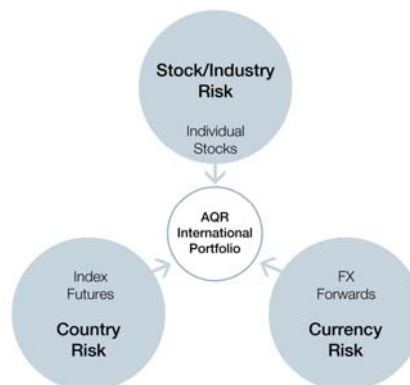 Stock/Industry
Risk
Individual
Stocks
AQR
International
Portfolio
Index
Futures
Country
Risk
FX
Forwards
Currency
Risk